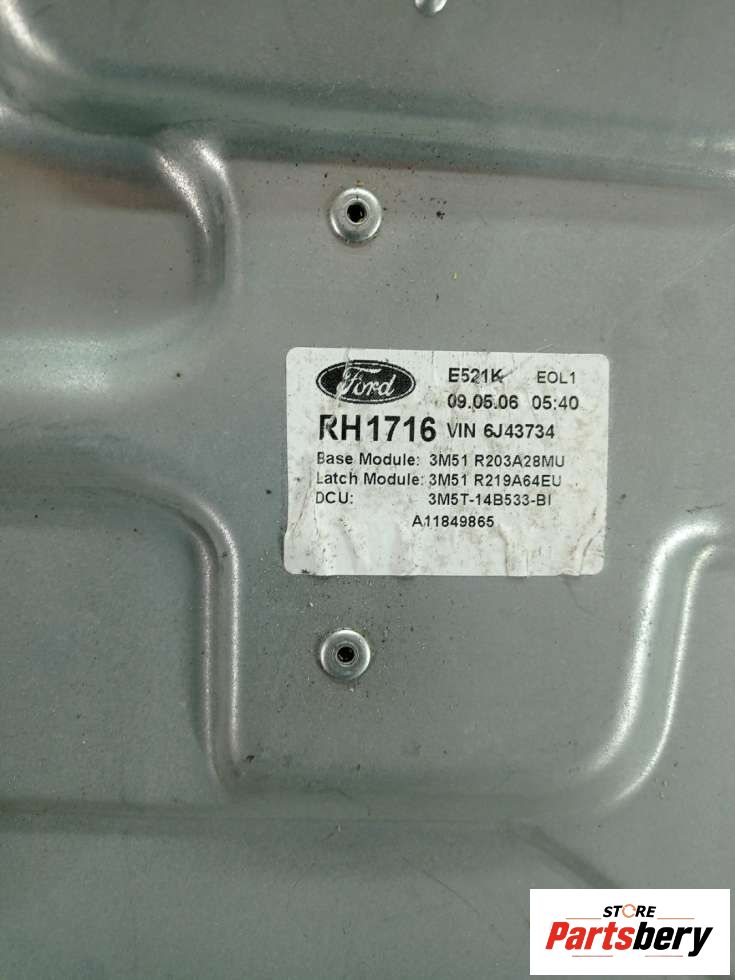 Ford
E521K EOL1
09.05.06 05:40
RH1716 VIN 6J43734
Base Module: 3M51 R203A28MU
Latch Module: 3M51 R219A64EU
DCU: 3M5T-14B533-BI
A11849865
STORE
Partsbery